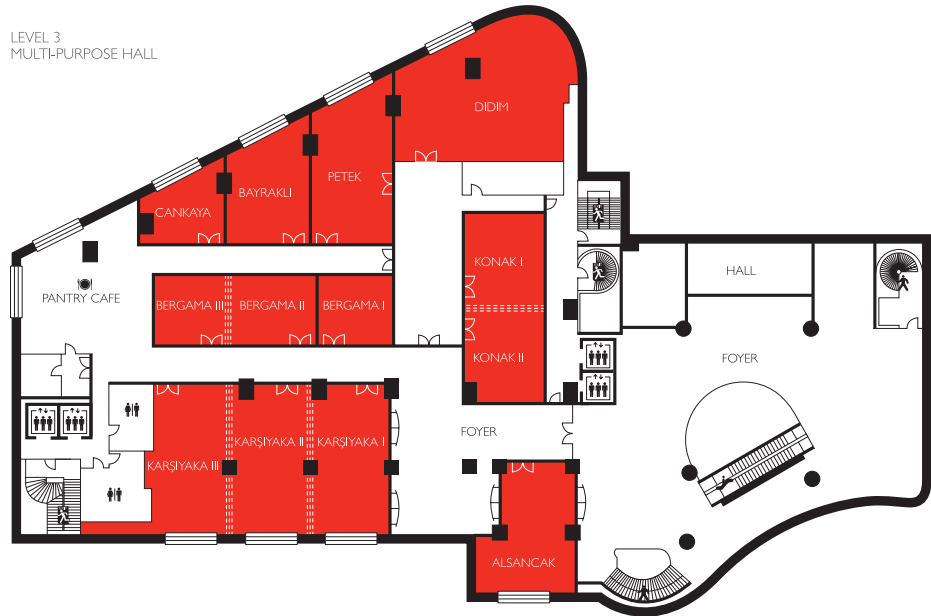 LEVEL 3
MULTI-PURPOSE HALL
DIDIM
PETEK
BAYRAKLI
CANKAYA
KONAK I
HALL
PANTRY CAFE
BERGAMA III
BERGAMA II
BERGAMA I
KONAK II
FOYER
FOYER
KARŞIYAKA III
KARŞIYAKA II
KARŞIYAKA I
ALSANCAK